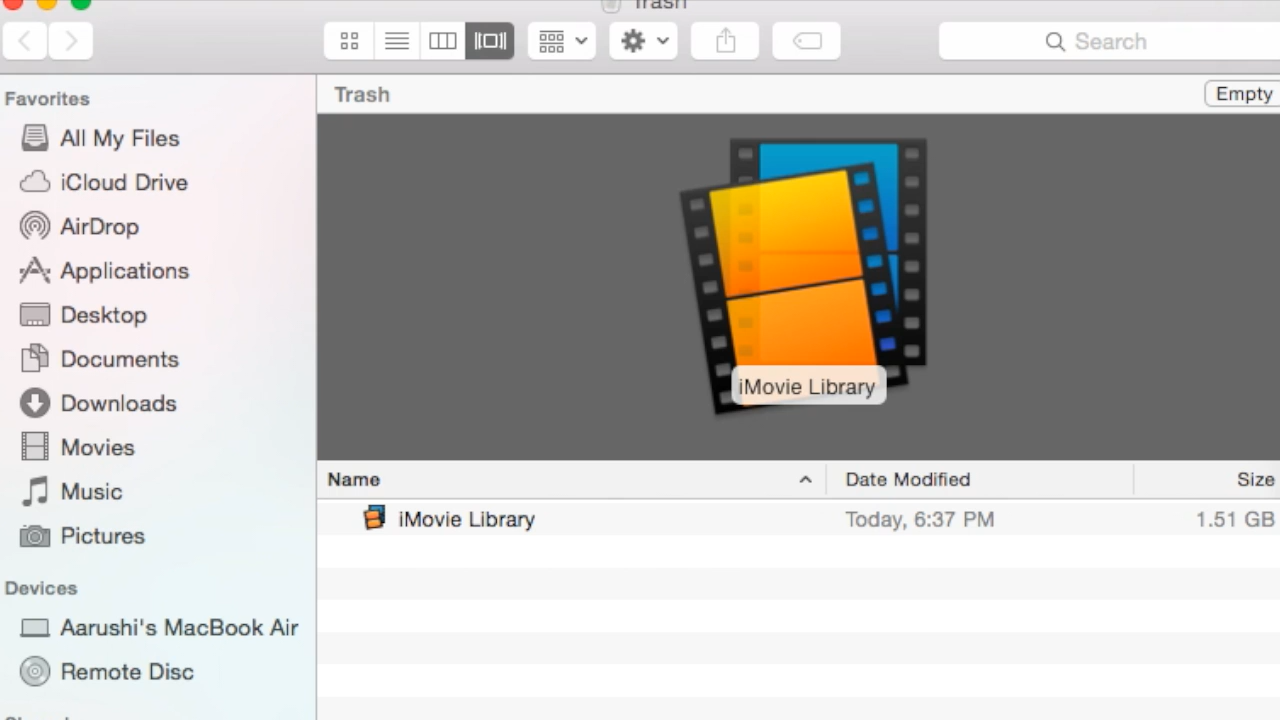 Trash
Search
Favorites
All My Files
iCloud Drive
AirDrop
Applications
Desktop
Documents
Downloads
Movies
Music
Pictures
Devices
Aarushi's MacBook Air
Remote Disc
Trash
Empty
iMovie Library
Name Date Modified Size
iMovie Library Today, 6:37 PM 1.51 GB